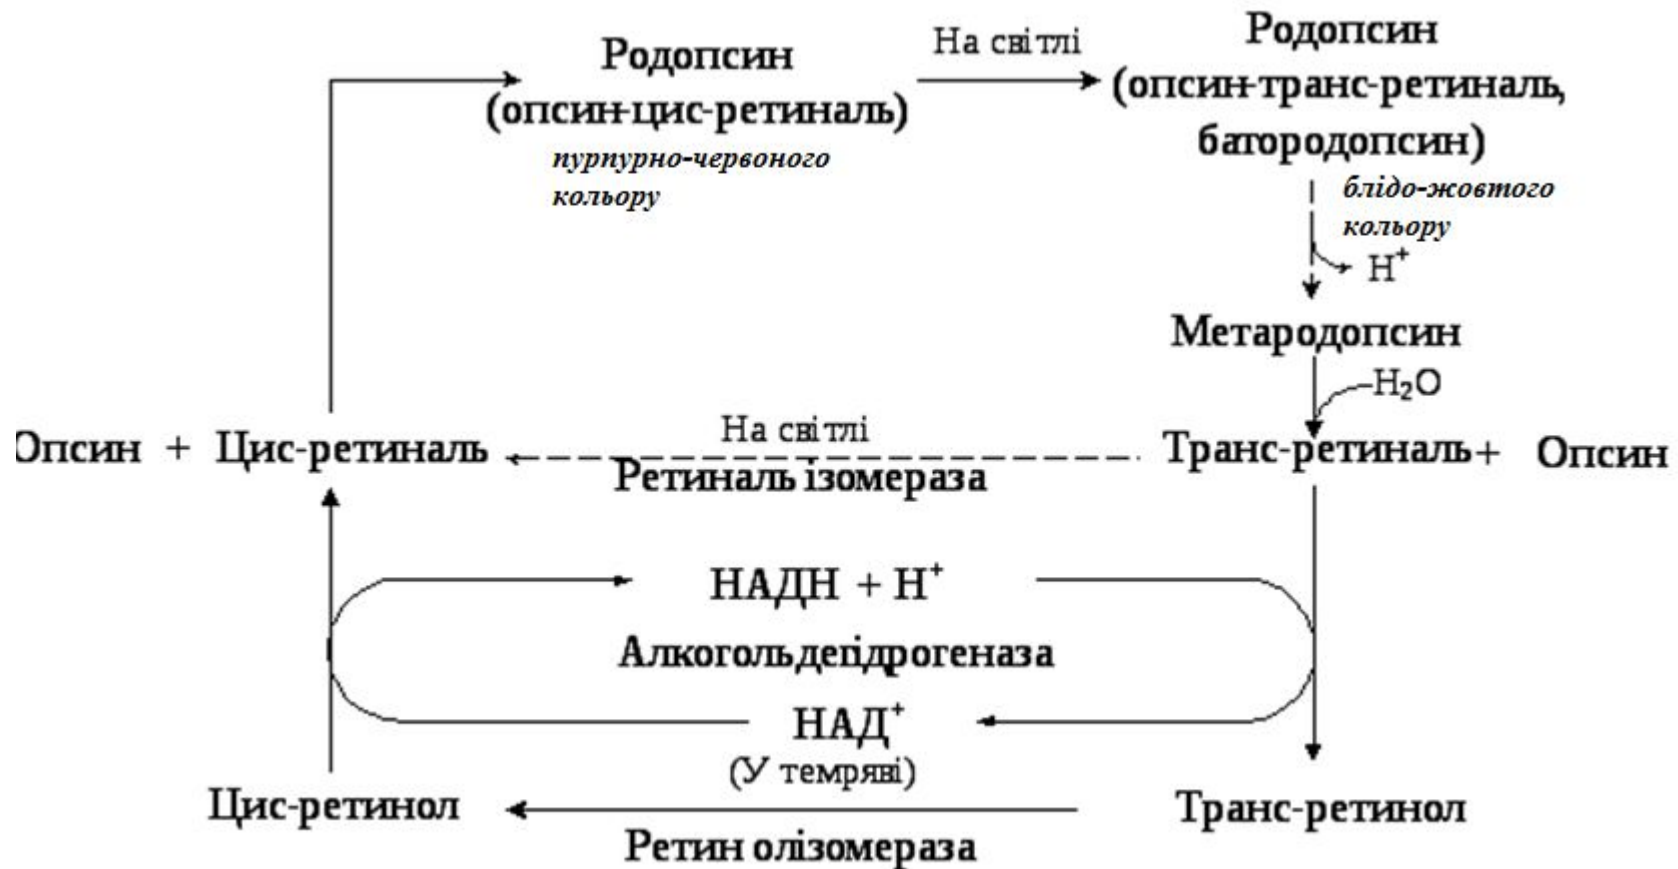 Родопсин
(опсин-цис-ретиналь)
пурпурно-червоного
кольору
На світлі
Родопсин
(опсин-транс-ретиналь,
батородопсин)
блідо-жовтого
кольору
H⁺
Метародопсин
H₂O
Опсин + Цис-ретиналь
На світлі
Ретиналь ізомераза
Транс-ретиналь + Опсин
НАДН + Н⁺
Алкогольдегідрогеназа
НАД⁺
(У темряві)
Цис-ретинол
Ретин олізомераза
Транс-ретинол